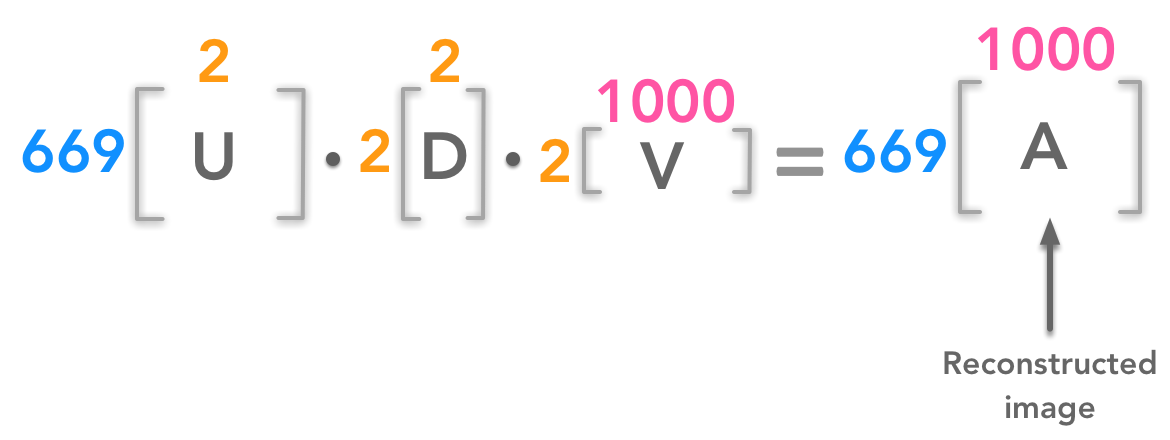 2 2 1000 1000
669 [ U ] · 2 [ D ] · 2 [ V ] = 669 [ A ]
Reconstructed
image